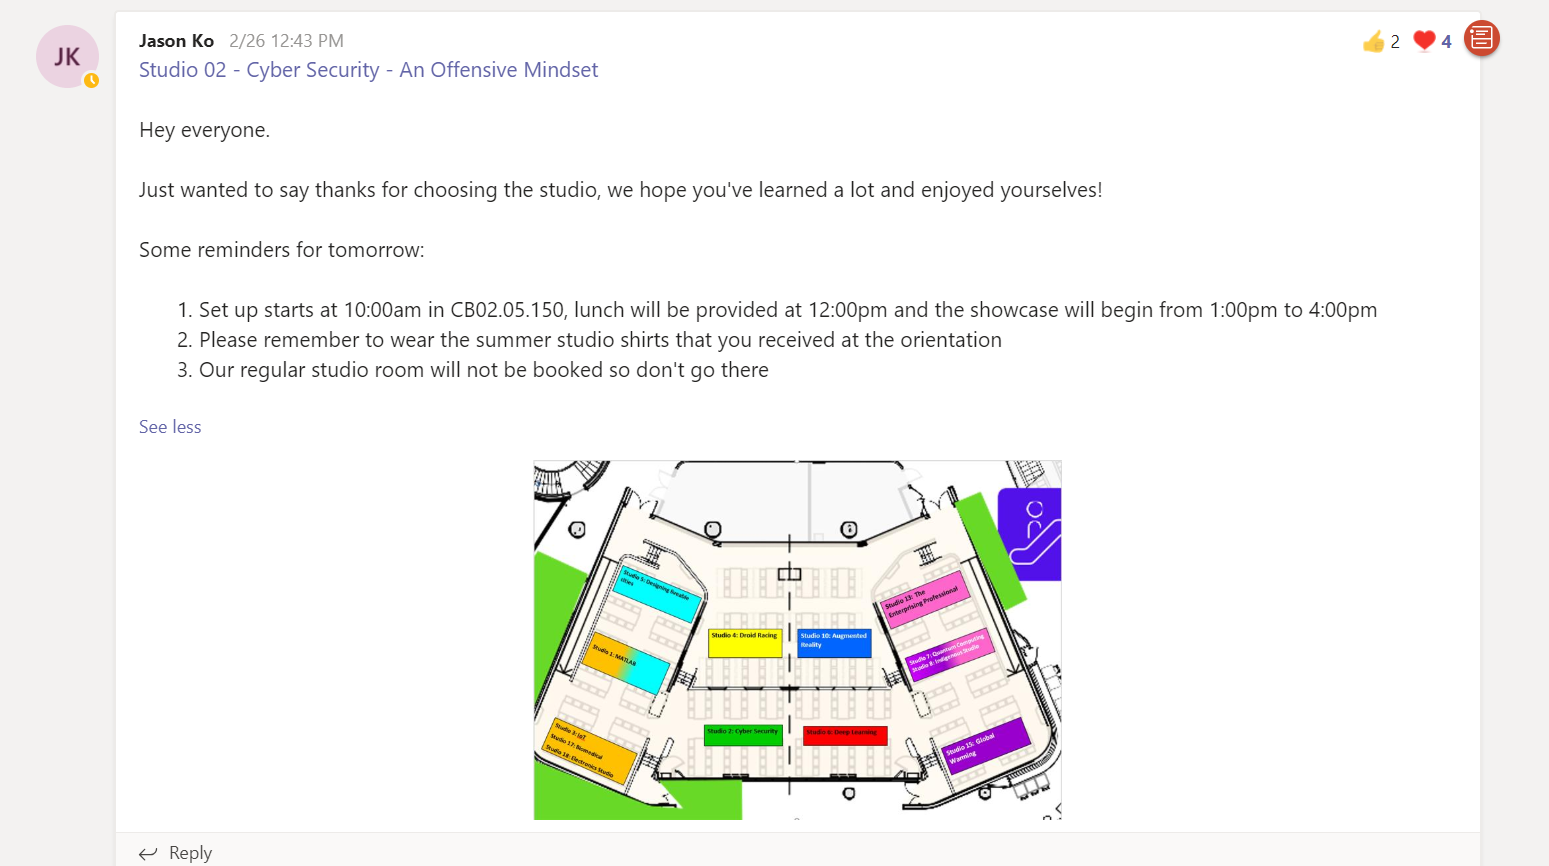 JK
Jason Ko 2/26 12:43 PM
2 4
Studio 02 - Cyber Security - An Offensive Mindset
Hey everyone.
Just wanted to say thanks for choosing the studio, we hope you've learned a lot and enjoyed yourselves!
Some reminders for tomorrow:
1. Set up starts at 10:00am in CB02.05.150, lunch will be provided at 12:00pm and the showcase will begin from 1:00pm to 4:00pm
2. Please remember to wear the summer studio shirts that you received at the orientation
3. Our regular studio room will not be booked so don't go there
See less
Studio 5: Designing liveable
cities
Studio 13: The
Enterprising Professional
Studio 4: Droid Racing
Studio 10: Augmented
Reality
Studio 1: MATLAB
Studio 7: Quantum Computing
Studio 8: Indigenous Studio
Studio 3: IoT
Studio 17: Biomedical
Studio 18: Electronics Studio
Studio 2: Cyber Security
Studio 6: Deep Learning
Studio 15: Global
Warming
Reply